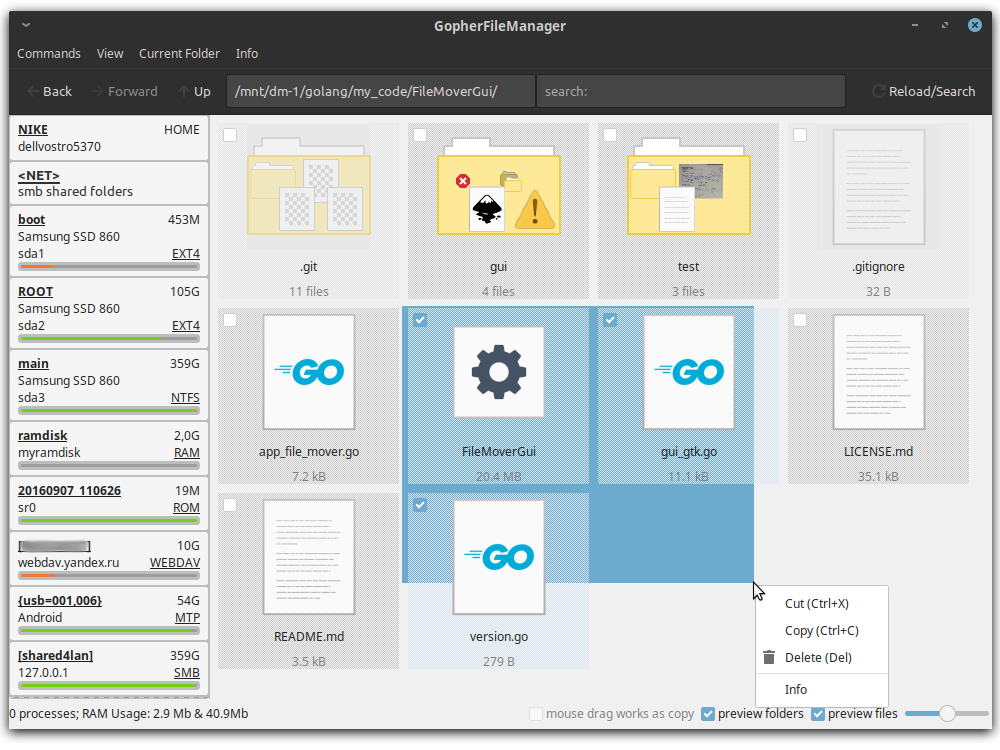 GopherFileManager
Commands View Current Folder Info
Back Forward Up /mnt/dm-1/golang/my_code/FileMoverGui/ search: Reload/Search
NIKE HOME
dellvostro5370
<NET>
smb shared folders
boot 453M
Samsung SSD 860
sda1 EXT4
ROOT 105G
Samsung SSD 860
sda2 EXT4
main 359G
Samsung SSD 860
sda3 NTFS
ramdisk 2,0G
myramdisk RAM
20160907_110626 19M
sr0 ROM
[ ] 10G
webdav.yandex.ru WEBDAV
{usb=001,006} 54G
Android MTP
[shared4lan] 359G
127.0.0.1 SMB
.git gui test .gitignore
11 files 4 files 3 files 32 B
GO GO
app_file_mover.go FileMoverGui gui_gtk.go LICENSE.md
7.2 kB 20.4 MB 11.1 kB 35.1 kB
GO
README.md version.go
3.5 kB 279 B
Cut (Ctrl+X)
Copy (Ctrl+C)
Delete (Del)
Info
0 processes; RAM Usage: 2.9 Mb & 40.9Mb mouse drag works as copy preview folders preview files